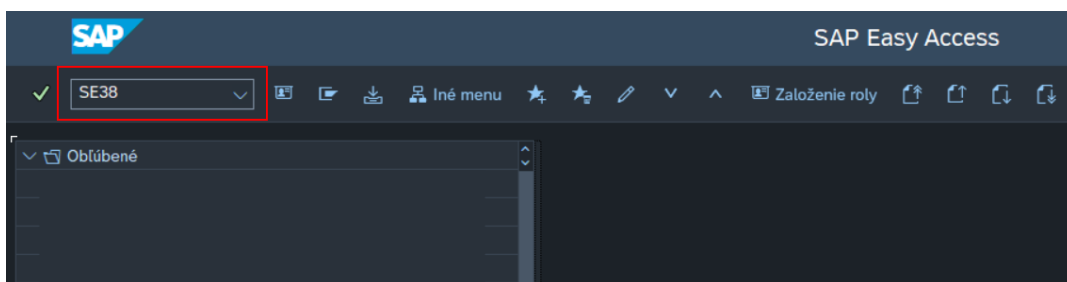 SAP
SAP Easy Access
SE38
Iné menu
Založenie roly
Obľúbené